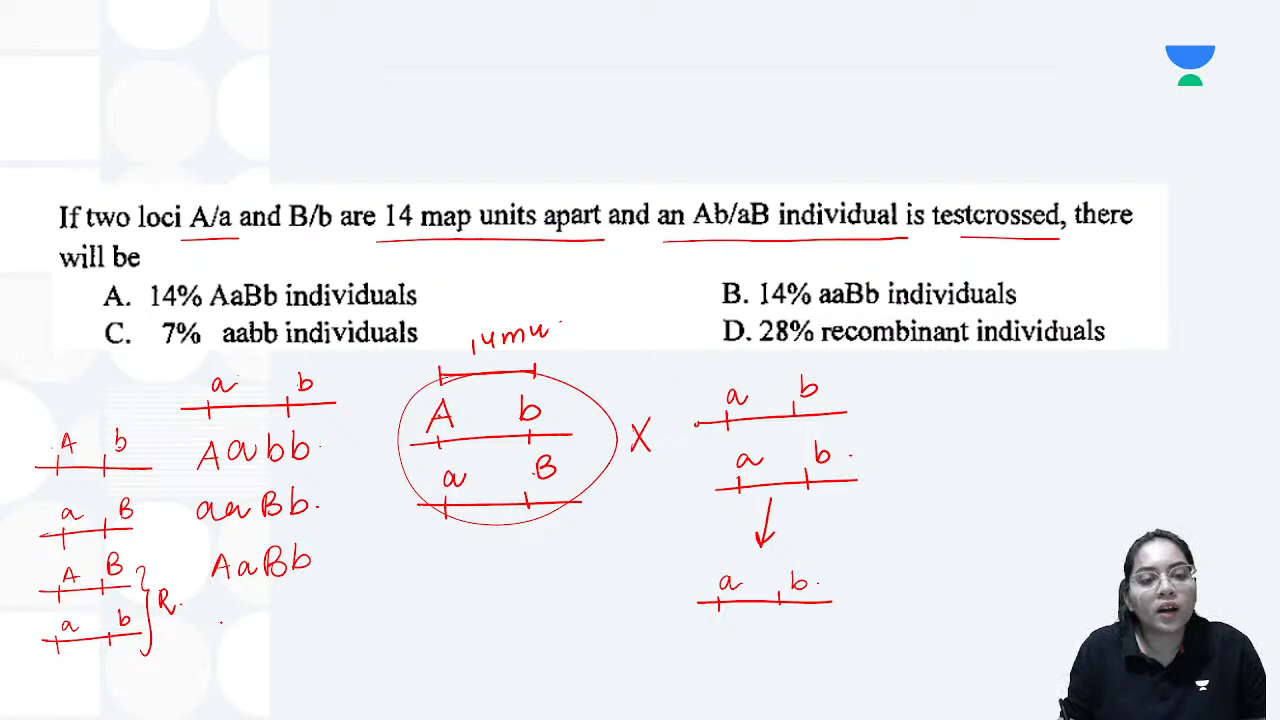 If two loci A/a and B/b are 14 map units apart and an Ab/aB individual is testcrossed, there
will be
A. 14% AaBb individuals
B. 14% aaBb individuals
C. 7% aabb individuals
D. 28% recombinant individuals
14mu
a b
A b
a b
A b
Aabb
X
a B
a b
a B
aaBb
A B
AaBb
a b
R
a b